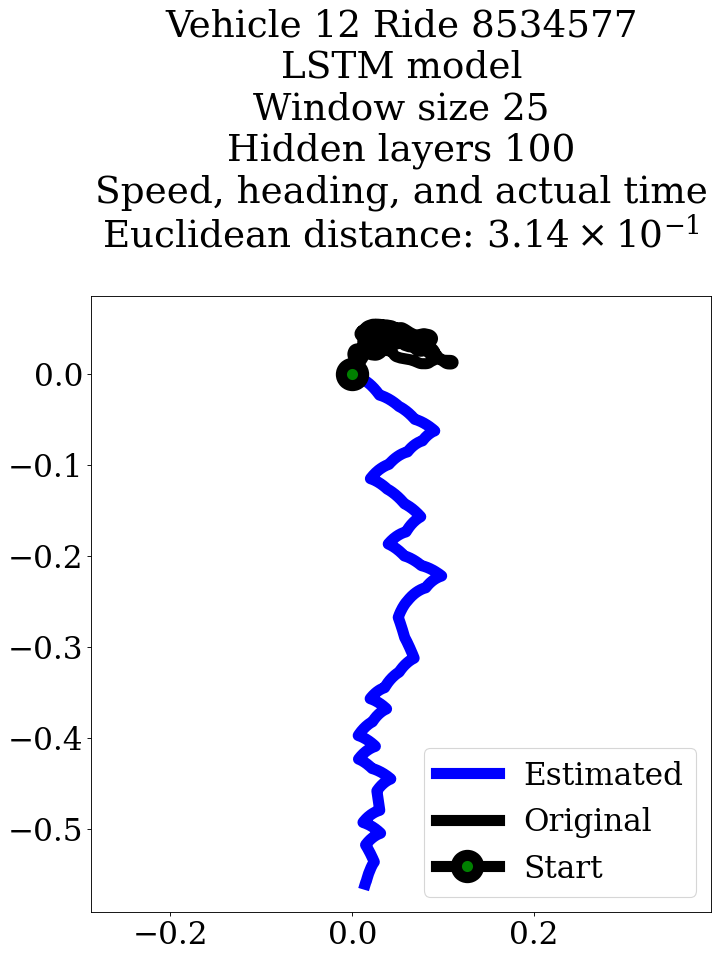 Vehicle 12 Ride 8534577
LSTM model
Window size 25
Hidden layers 100
Speed, heading, and actual time
Euclidean distance: 3.14 × 10⁻¹
0.0
−0.1
−0.2
−0.3
−0.4
−0.5
Estimated
Original
Start
−0.2
0.0
0.2